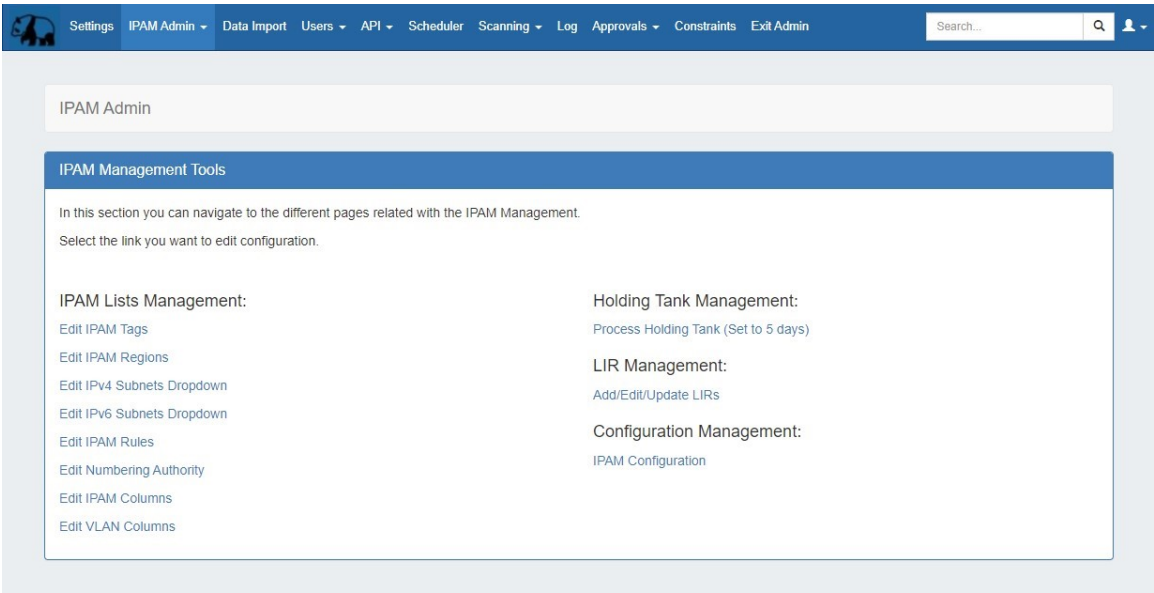 Settings IPAM Admin Data Import Users API Scheduler Scanning Log Approvals Constraints Exit Admin Search...
IPAM Admin
IPAM Management Tools
In this section you can navigate to the different pages related with the IPAM Management.
Select the link you want to edit configuration.
IPAM Lists Management:
Edit IPAM Tags
Edit IPAM Regions
Edit IPv4 Subnets Dropdown
Edit IPv6 Subnets Dropdown
Edit IPAM Rules
Edit Numbering Authority
Edit IPAM Columns
Edit VLAN Columns
Holding Tank Management:
Process Holding Tank (Set to 5 days)
LIR Management:
Add/Edit/Update LIRs
Configuration Management:
IPAM Configuration